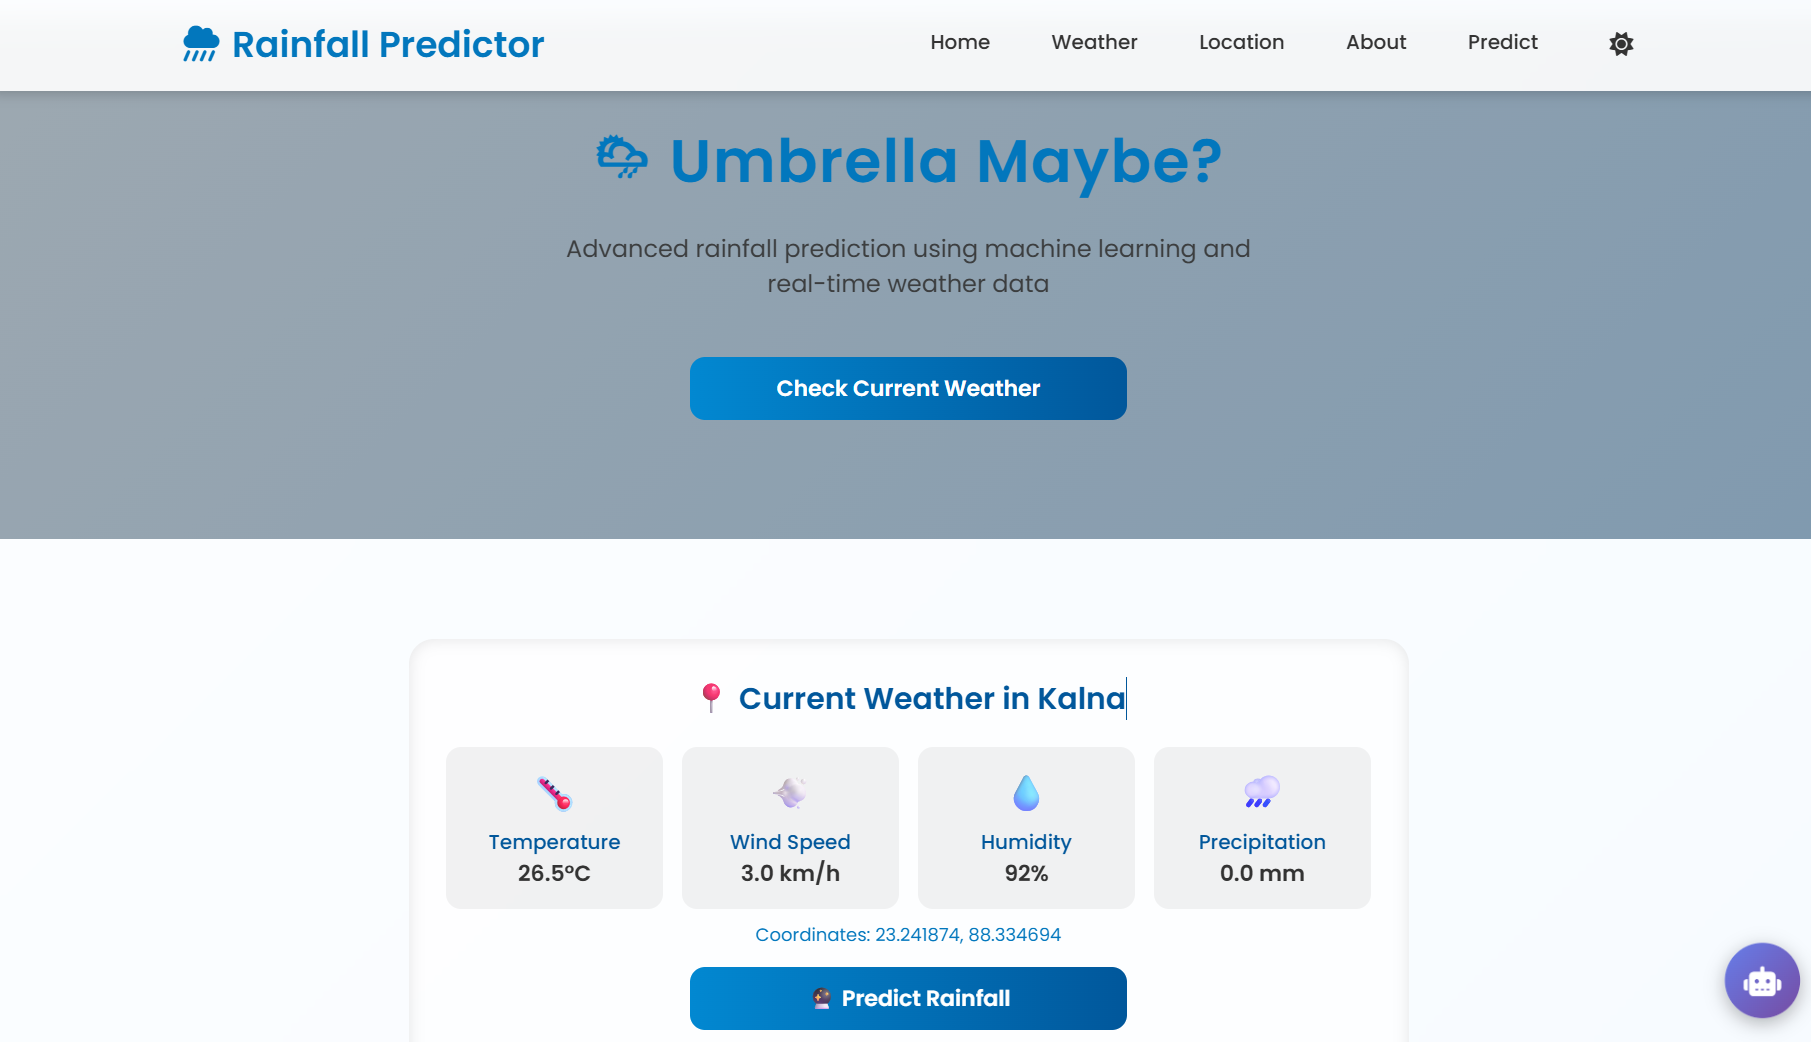 Rainfall Predictor
Home Weather Location About Predict
Umbrella Maybe?
Advanced rainfall prediction using machine learning and
real-time weather data
Check Current Weather
Current Weather in Kalna
Temperature
26.5°C
Wind Speed
3.0 km/h
Humidity
92%
Precipitation
0.0 mm
Coordinates: 23.241874, 88.334694
Predict Rainfall